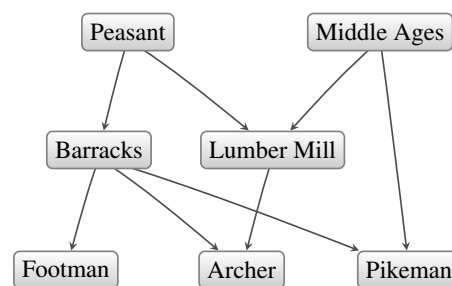 Peasant
Middle Ages
Barracks
Lumber Mill
Footman
Archer
Pikeman